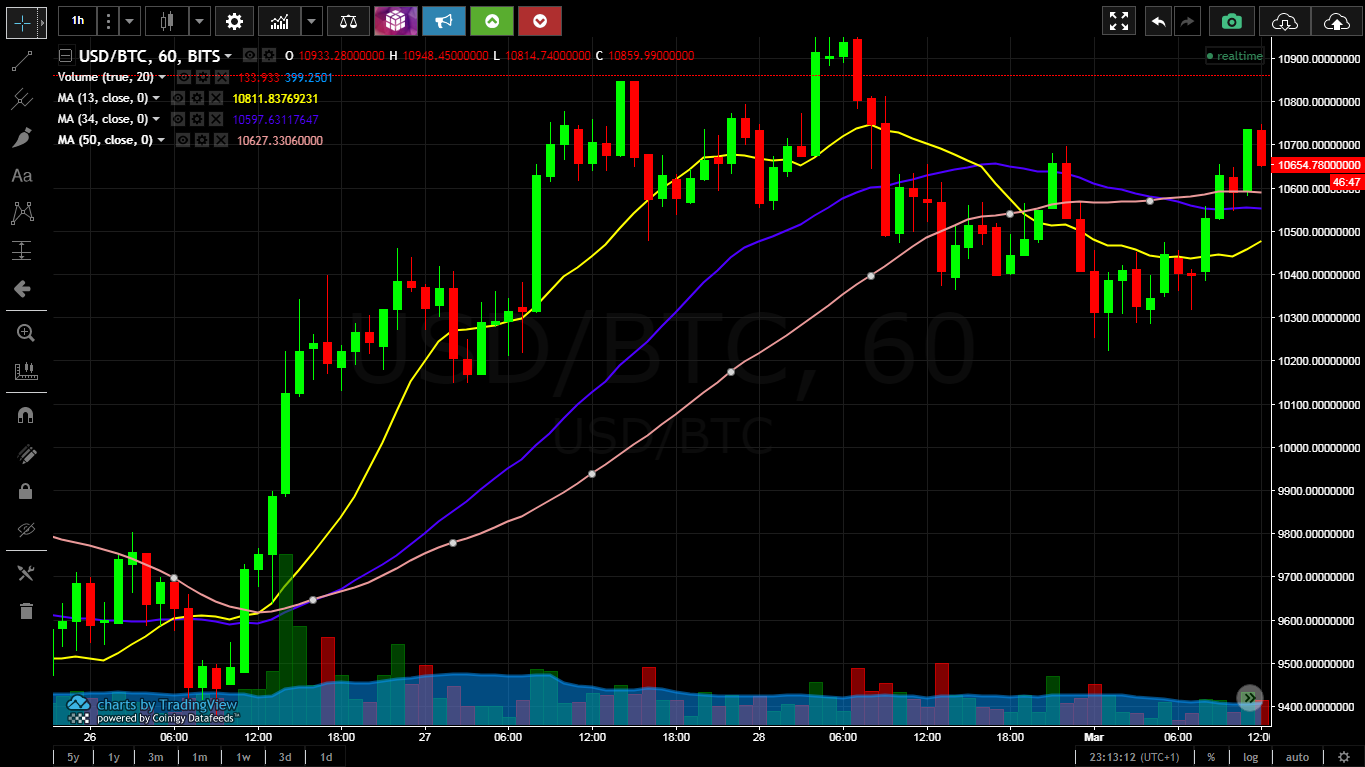 1h
USD/BTC, 60, BITS O 10933.28000000 H 10948.45000000 L 10814.74000000 C 10859.99000000
realtime
Volume (true, 20) 133.933 399.2501
MA (13, close, 0) 10811.83769231
MA (34, close, 0) 10597.63117647
MA (50, close, 0) 10627.33060000
Aa
10900.00000000
10800.00000000
10700.00000000
10654.78000000
46:47
10600.00000000
10500.00000000
10400.00000000
10300.00000000
10200.00000000
10100.00000000
10000.00000000
9900.00000000
9800.00000000
9700.00000000
9600.00000000
9500.00000000
9400.00000000
USD/BTC, 60
USD/BTC
charts by TradingView
powered by Coinigy Datafeeds™
26 06:00 12:00 18:00 27 06:00 12:00 18:00 28 06:00 12:00 18:00 Mar 06:00 12:00
5y 1y 3m 1m 1w 3d 1d 23:13:12 (UTC+1) % log auto